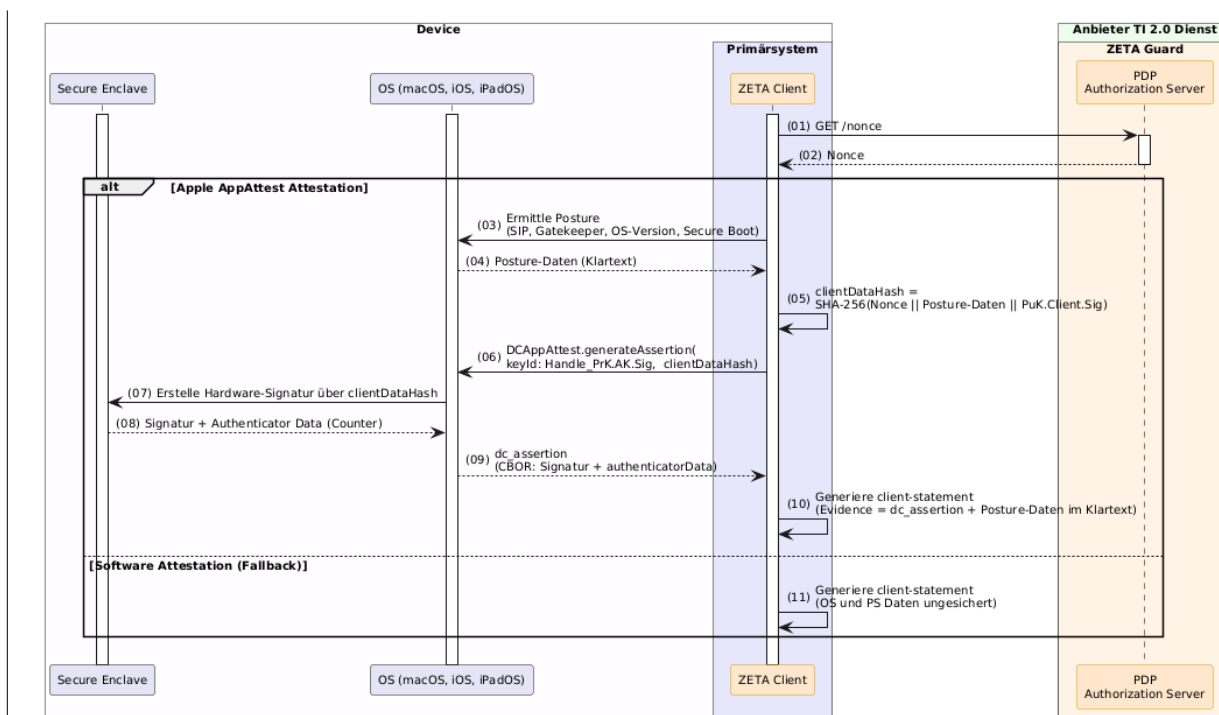 Device
Anbieter TI 2.0 Dienst
Primärsystem
ZETA Guard
Secure Enclave
OS (macOS, iOS, iPadOS)
ZETA Client
PDP
Authorization Server
(01) GET /nonce
(02) Nonce
alt
[Apple AppAttest Attestation]
(03) Ermittle Posture
(SIP, Gatekeeper, OS-Version, Secure Boot)
(04) Posture-Daten (Klartext)
(05) clientDataHash =
SHA-256(Nonce || Posture-Daten || PuK.Client.Sig)
(06) DCAppAttest.generateAssertion(
keyId: Handle_PrK.AK.Sig, clientDataHash)
(07) Erstelle Hardware-Signatur über clientDataHash
(08) Signatur + Authenticator Data (Counter)
(09) dc_assertion
(CBOR: Signatur + authenticatorData)
(10) Generiere client-statement
(Evidence = dc_assertion + Posture-Daten im Klartext)
[Software Attestation (Fallback)]
(11) Generiere client-statement
(OS und PS Daten ungesichert)
Secure Enclave
OS (macOS, iOS, iPadOS)
ZETA Client
PDP
Authorization Server